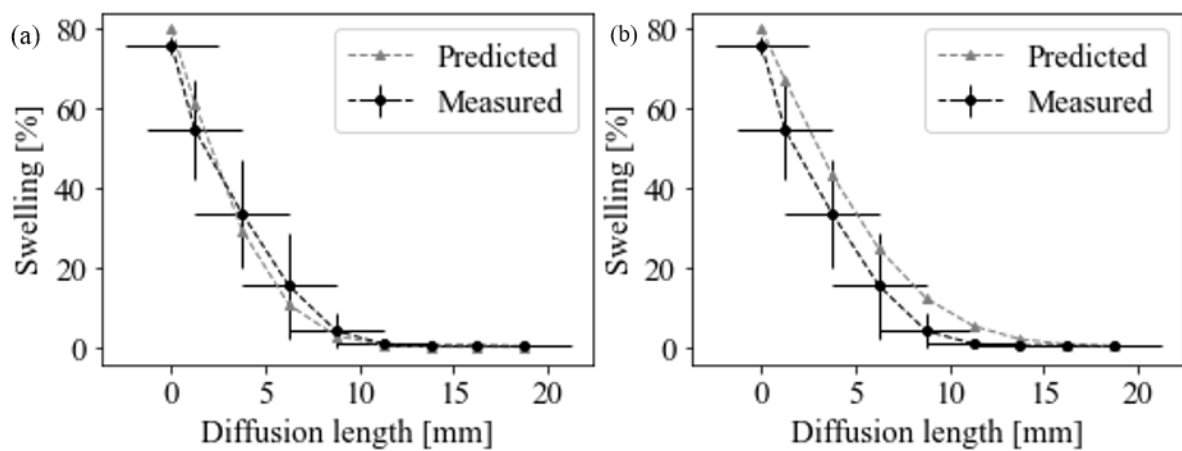 (a)
80
60
40
20
0
Swelling [%]
Predicted
Measured
0 5 10 15 20
Diffusion length [mm]
(b)
80
60
40
20
0
Swelling [%]
Predicted
Measured
0 5 10 15 20
Diffusion length [mm]